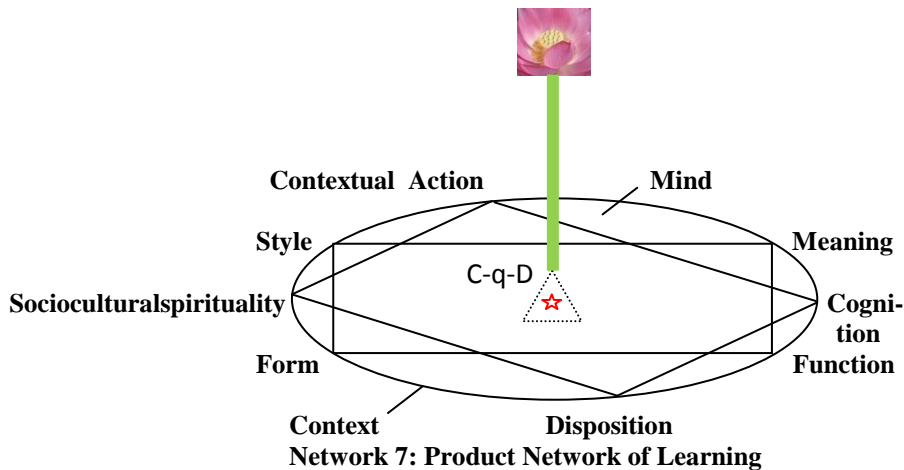 Contextual Action
Mind
Style
Meaning
C-q-D
Socioculturalspirituality
Cogni-
tion
Form
Function
Context
Disposition
Network 7: Product Network of Learning